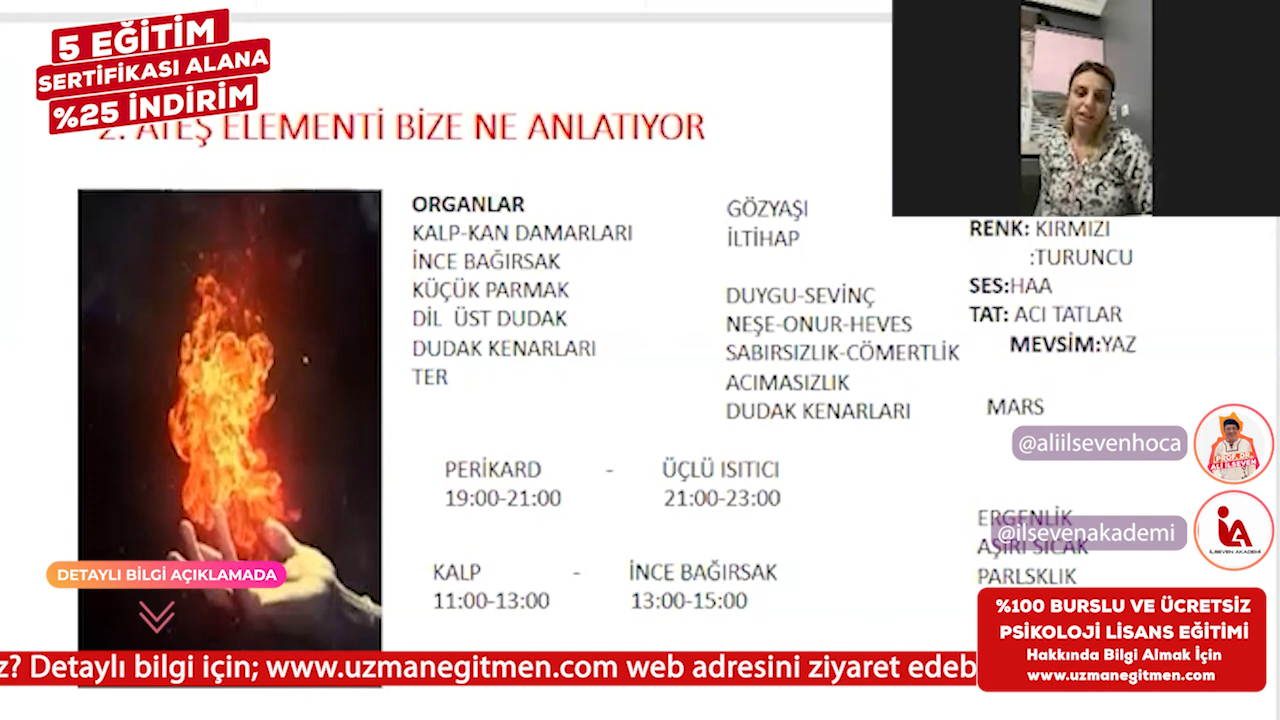 5 EĞİTİM
SERTİFİKASI ALANA
%25 İNDİRİM
2. ATEŞ ELEMENTİ BİZE NE ANLATIYOR
ORGANLAR
KALP-KAN DAMARLARI
İNCE BAĞIRSAK
KÜÇÜK PARMAK
DİL ÜST DUDAK
DUDAK KENARLARI
TER
GÖZYAŞI
İLTİHAP
DUYGU-SEVİNÇ
NEŞE-ONUR-HEVES
SABIRSIZLIK-CÖMERTLİK
ACIMASIZLIK
DUDAK KENARLARI
RENK: KIRMIZI
:TURUNCU
SES:HAA
TAT: ACI TATLAR
MEVSİM:YAZ
MARS
@aliilsevenhoca
PROF. DR.
ALİ İLSEVEN
PERİKARD - ÜÇLÜ ISITICI
19:00-21:00 21:00-23:00
ERGENLİK
@ilsevenakademi
İLSEVEN AKADEMİ
AŞIRI SICAK
PARLSKLIK
KALP - İNCE BAĞIRSAK
11:00-13:00 13:00-15:00
DETAYLI BİLGİ AÇIKLAMADA
%100 BURSLU VE ÜCRETSİZ
PSİKOLOJİ LİSANS EĞİTİMİ
Hakkında Bilgi Almak İçin
www.uzmanegitmen.com
z? Detaylı bilgi için; www.uzmanegitmen.com web adresini ziyaret edeb